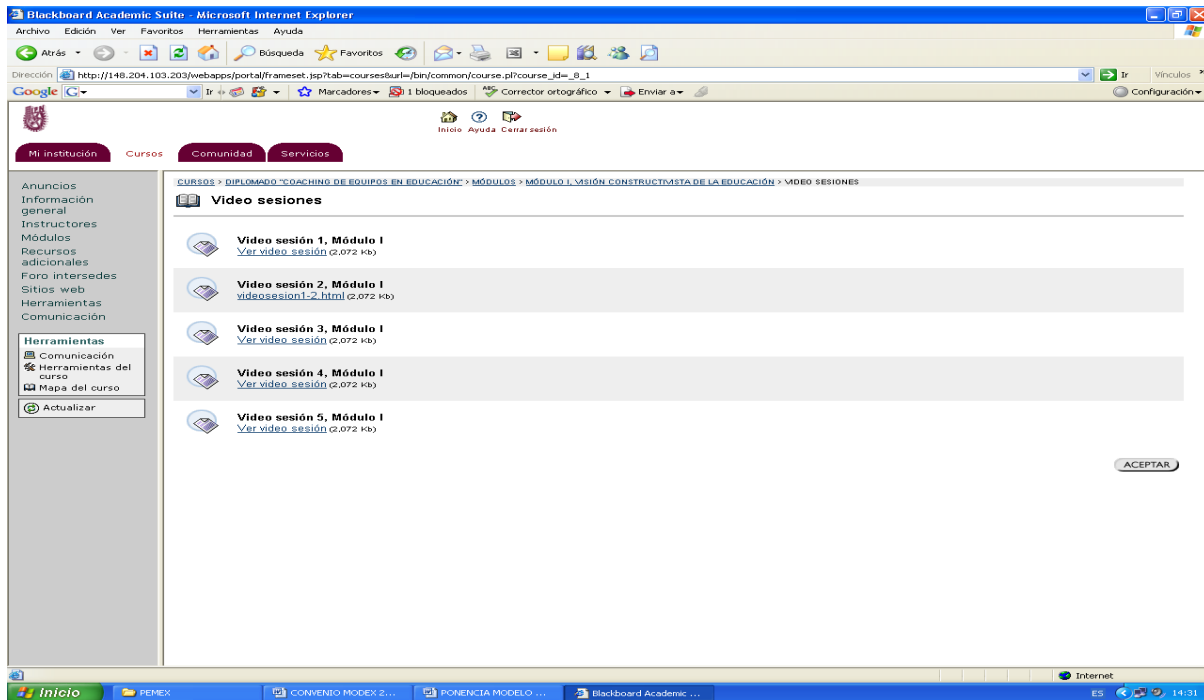 Blackboard Academic Suite - Microsoft Internet Explorer
Archivo Edición Ver Favoritos Herramientas Ayuda
Atrás Búsqueda Favoritos
Dirección http://148.204.103.203/webapps/portal/frameset.jsp?tab=courses&url=/bin/common/course.pl?course_id=_8_1 Ir Vínculos »
Google G Ir Marcadores 1 bloqueados ABC Corrector ortográfico Enviar a Configuración
Inicio Ayuda Cerrar sesión
Mi institución Cursos Comunidad Servicios
CURSOS > DIPLOMADO "COACHING DE EQUIPOS EN EDUCACIÓN" > MÓDULOS > MÓDULO I, VISIÓN CONSTRUCTIVISTA DE LA EDUCACIÓN > VIDEO SESIONES
Video sesiones
Anuncios
Información
general
Instructores
Módulos
Recursos
adicionales
Foro intersedes
Sitios web
Herramientas
Comunicación
Herramientas
Comunicación
Herramientas del
curso
Mapa del curso
Actualizar
Video sesión 1, Módulo I
Ver video sesión (2,072 Kb)
Video sesión 2, Módulo I
videosesion1-2.html (2,072 Kb)
Video sesión 3, Módulo I
Ver video sesión (2,072 Kb)
Video sesión 4, Módulo I
Ver video sesión (2,072 Kb)
Video sesión 5, Módulo I
Ver video sesión (2,072 Kb)
ACEPTAR
Internet
Inicio PEMEX CONVENIO MODEX 2... PONENCIA MODELO ... Blackboard Academic ... ES 14:31